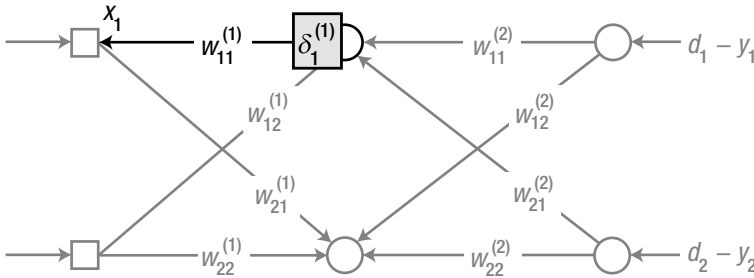 x₁
w₁₁⁽¹⁾ δ₁⁽¹⁾ w₁₁⁽²⁾ d₁ – y₁
w₁₂⁽¹⁾ w₁₂⁽²⁾
w₂₁⁽¹⁾ w₂₁⁽²⁾
w₂₂⁽¹⁾ w₂₂⁽²⁾ d₂ – y₂